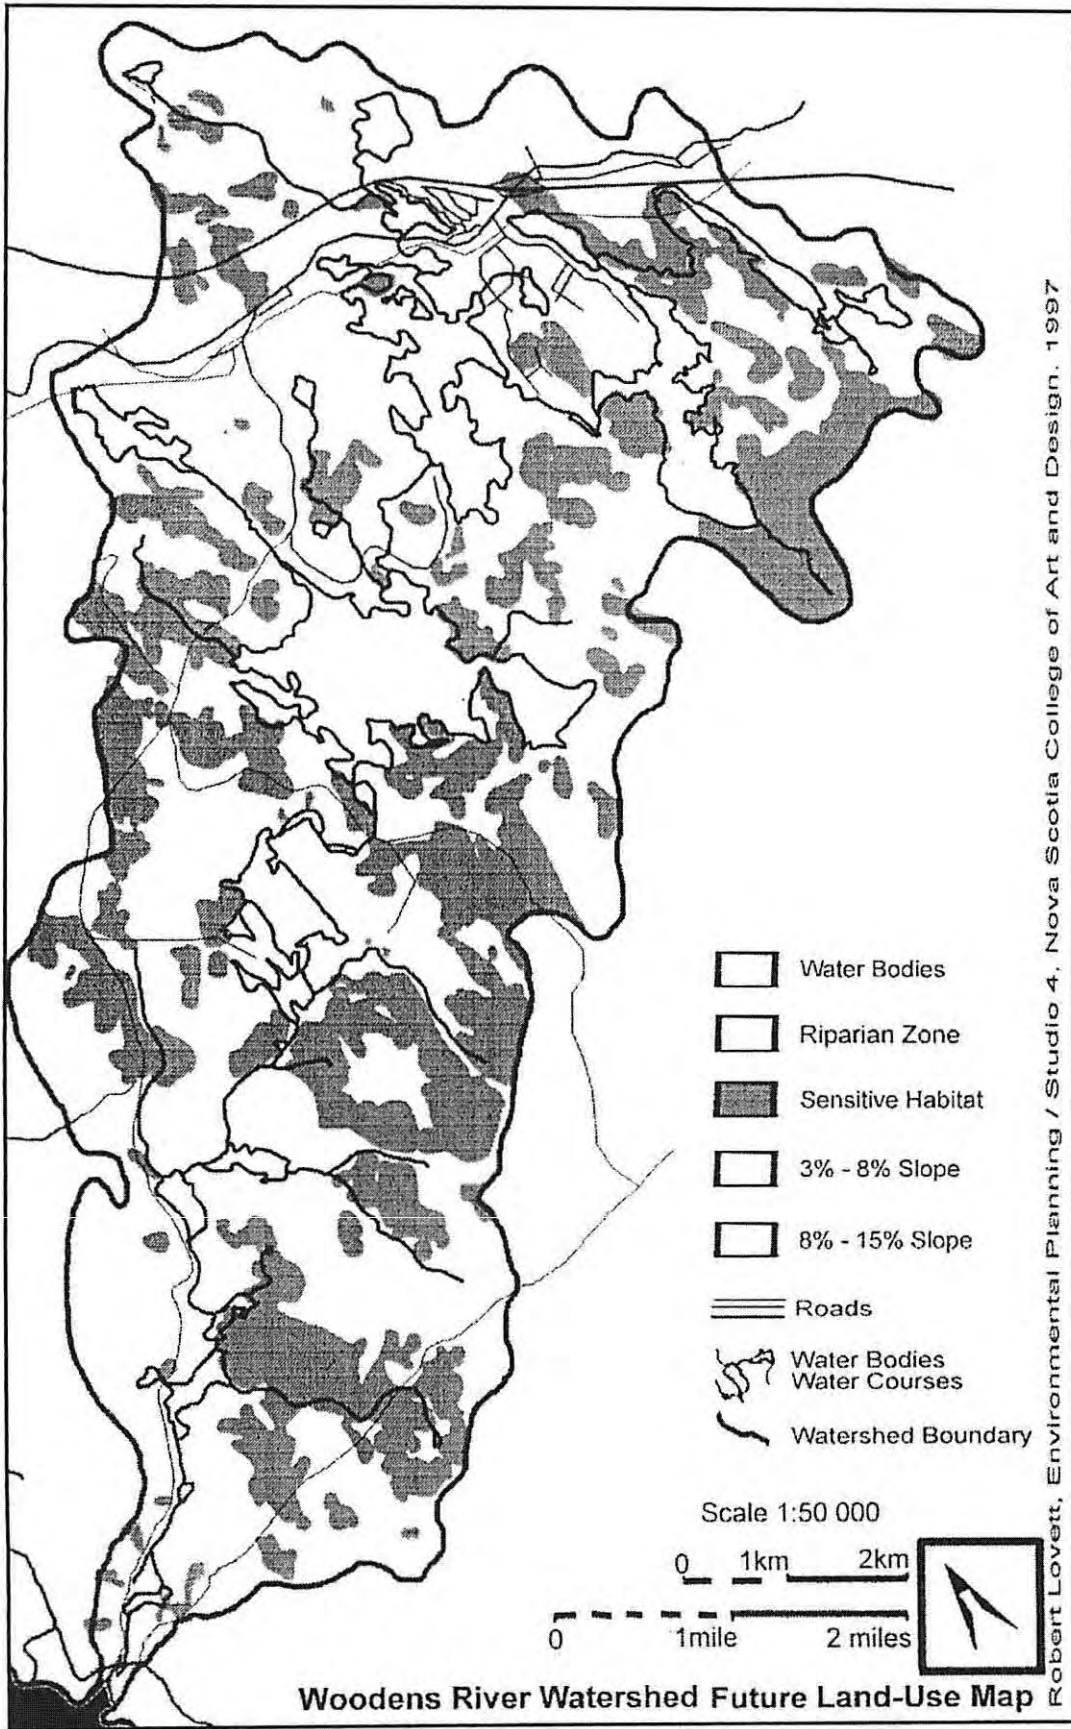 Water Bodies
Riparian Zone
Sensitive Habitat
3% - 8% Slope
8% - 15% Slope
Roads
Water Bodies
Water Courses
Watershed Boundary
Scale 1:50 000
0 1km 2km
0 1mile 2 miles
Woodens River Watershed Future Land-Use Map
Robert Lovett, Environmental Planning / Studio 4, Nova Scotia College of Art and Design. 1997